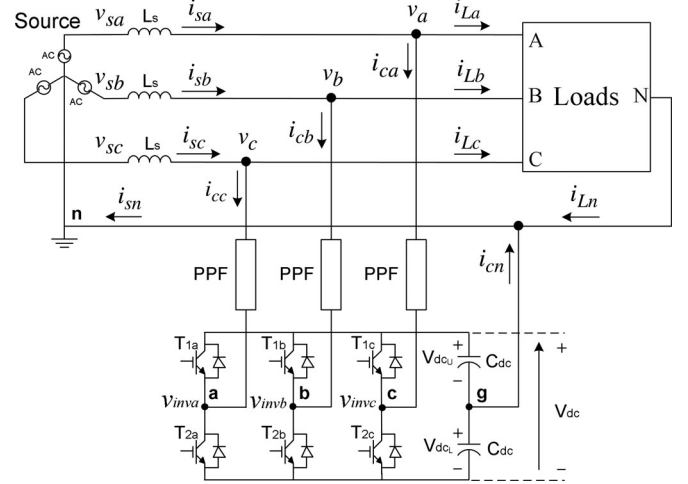 Source
v_sa L_s i_sa v_a i_La
AC
AC AC
A
i_ca
v_sb L_s i_sb v_b i_Lb
B Loads N
i_cb
v_sc L_s i_sc v_c i_Lc
C
i_cc
n i_sn i_Ln
i_cn
PPF PPF PPF
T_1a T_1b T_1c + V_dcU C_dc − +
v_inva a v_invb b v_invc c g V_dc
T_2a T_2b T_2c + V_dcL C_dc − −